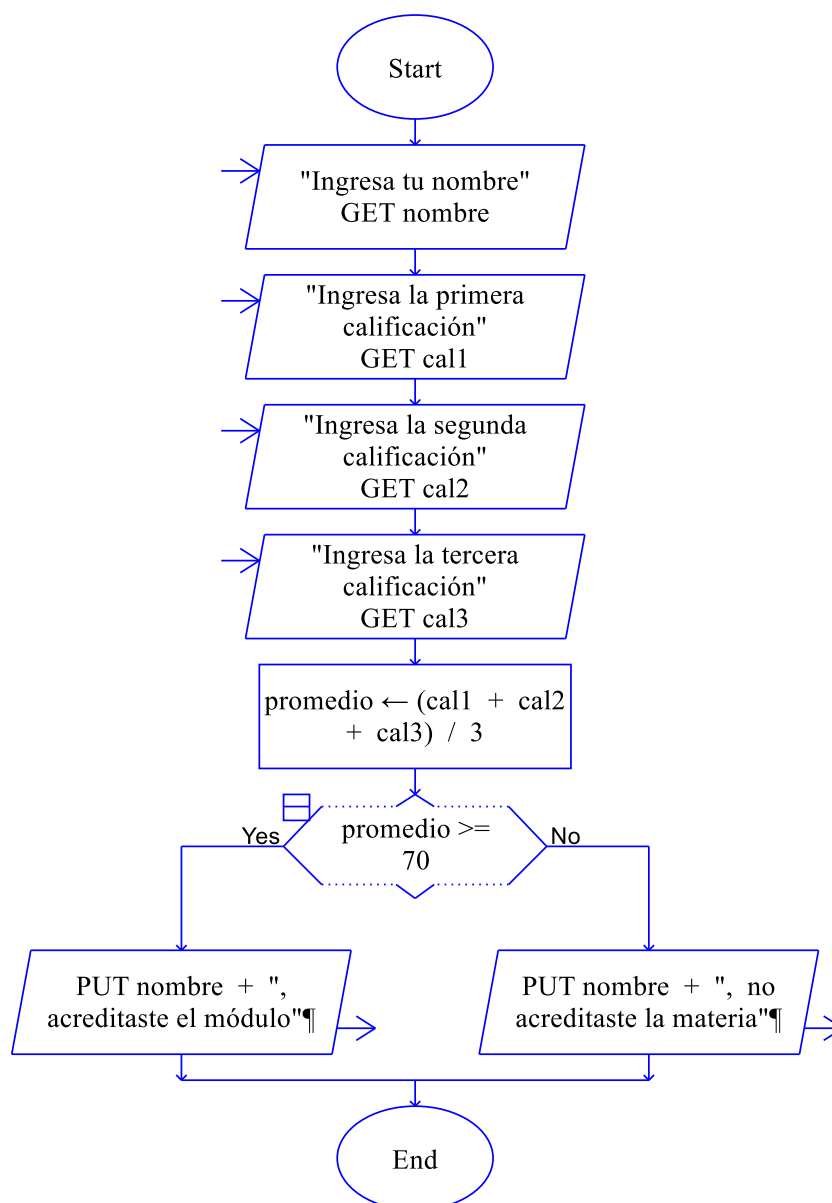 Start
"Ingresa tu nombre"
GET nombre
"Ingresa la primera
calificación"
GET cal1
"Ingresa la segunda
calificación"
GET cal2
"Ingresa la tercera
calificación"
GET cal3
promedio ← (cal1 + cal2
+ cal3) / 3
Yes
promedio >=
70
No
PUT nombre + ",
acreditaste el módulo"¶
PUT nombre + ", no
acreditaste la materia"¶
End